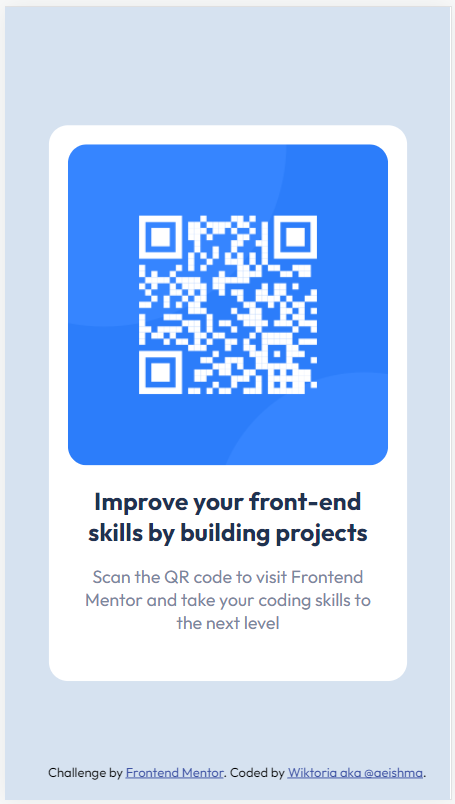 Improve your front-end
skills by building projects
Scan the QR code to visit Frontend
Mentor and take your coding skills to
the next level
Challenge by Frontend Mentor. Coded by Wiktoria aka @aeishma.